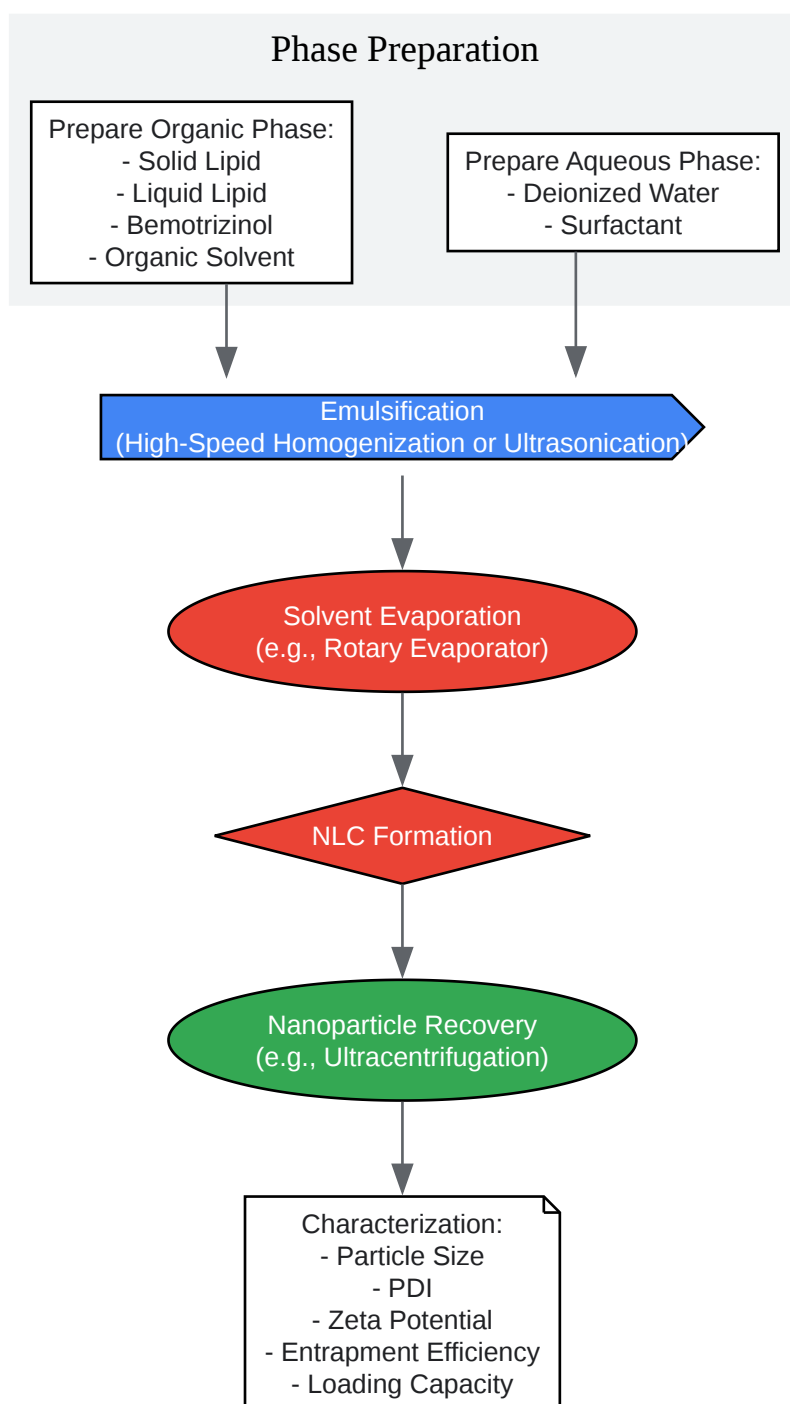 Phase Preparation
Prepare Organic Phase:
- Solid Lipid
- Liquid Lipid
- Bemotrizinol
- Organic Solvent
Prepare Aqueous Phase:
- Deionized Water
- Surfactant
Emulsification
(High-Speed Homogenization or Ultrasonication)
Solvent Evaporation
(e.g., Rotary Evaporator)
NLC Formation
Nanoparticle Recovery
(e.g., Ultracentrifugation)
Characterization:
- Particle Size
- PDI
- Zeta Potential
- Entrapment Efficiency
- Loading Capacity